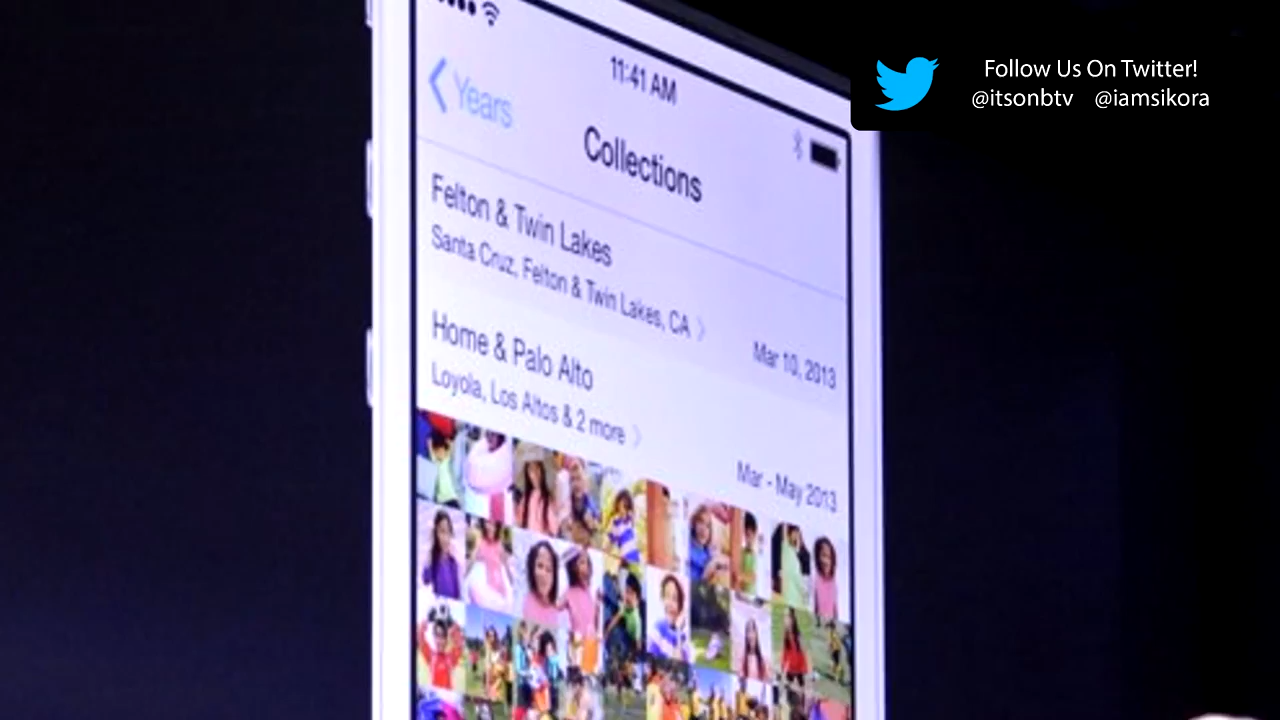 Follow Us On Twitter!
@itsonbtv @iamsikora
11:41 AM
Years
Collections
Felton & Twin Lakes
Santa Cruz, Felton & Twin Lakes, CA
Mar 10, 2013
Home & Palo Alto
Loyola, Los Altos & 2 more
Mar - May 2013